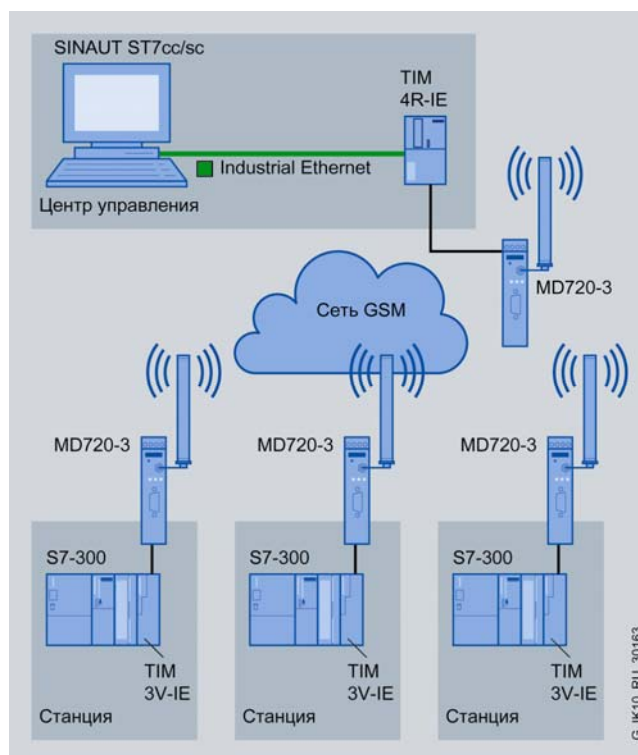 SINAUT ST7cc/sc
TIM
4R-IE
Industrial Ethernet
Центр управления
MD720-3
Сеть GSM
MD720-3
MD720-3
MD720-3
S7-300
S7-300
S7-300
TIM
3V-IE
TIM
3V-IE
TIM
3V-IE
Станция
Станция
Станция
G_IK10_RU_30163